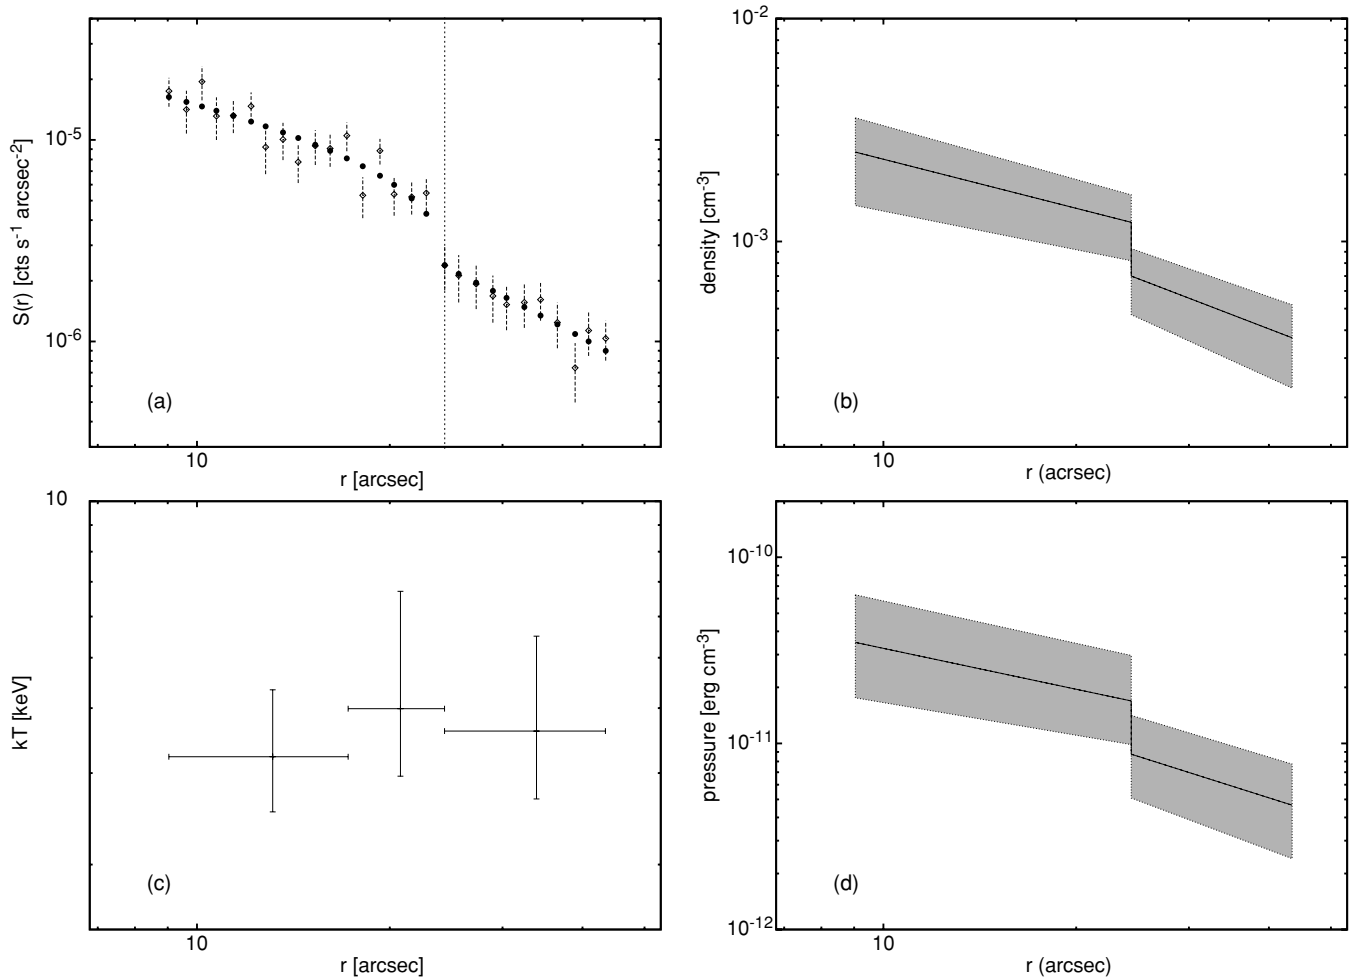 10⁻⁵
10⁻⁶
S(r) [cts s⁻¹ arcsec⁻²]
(a)
10
r [arcsec]
10⁻²
10⁻³
density [cm⁻³]
(b)
10
r (acrsec)
10
kT [keV]
(c)
10
r [arcsec]
10⁻¹⁰
10⁻¹¹
10⁻¹²
pressure [erg cm⁻³]
(d)
10
r (arcsec)